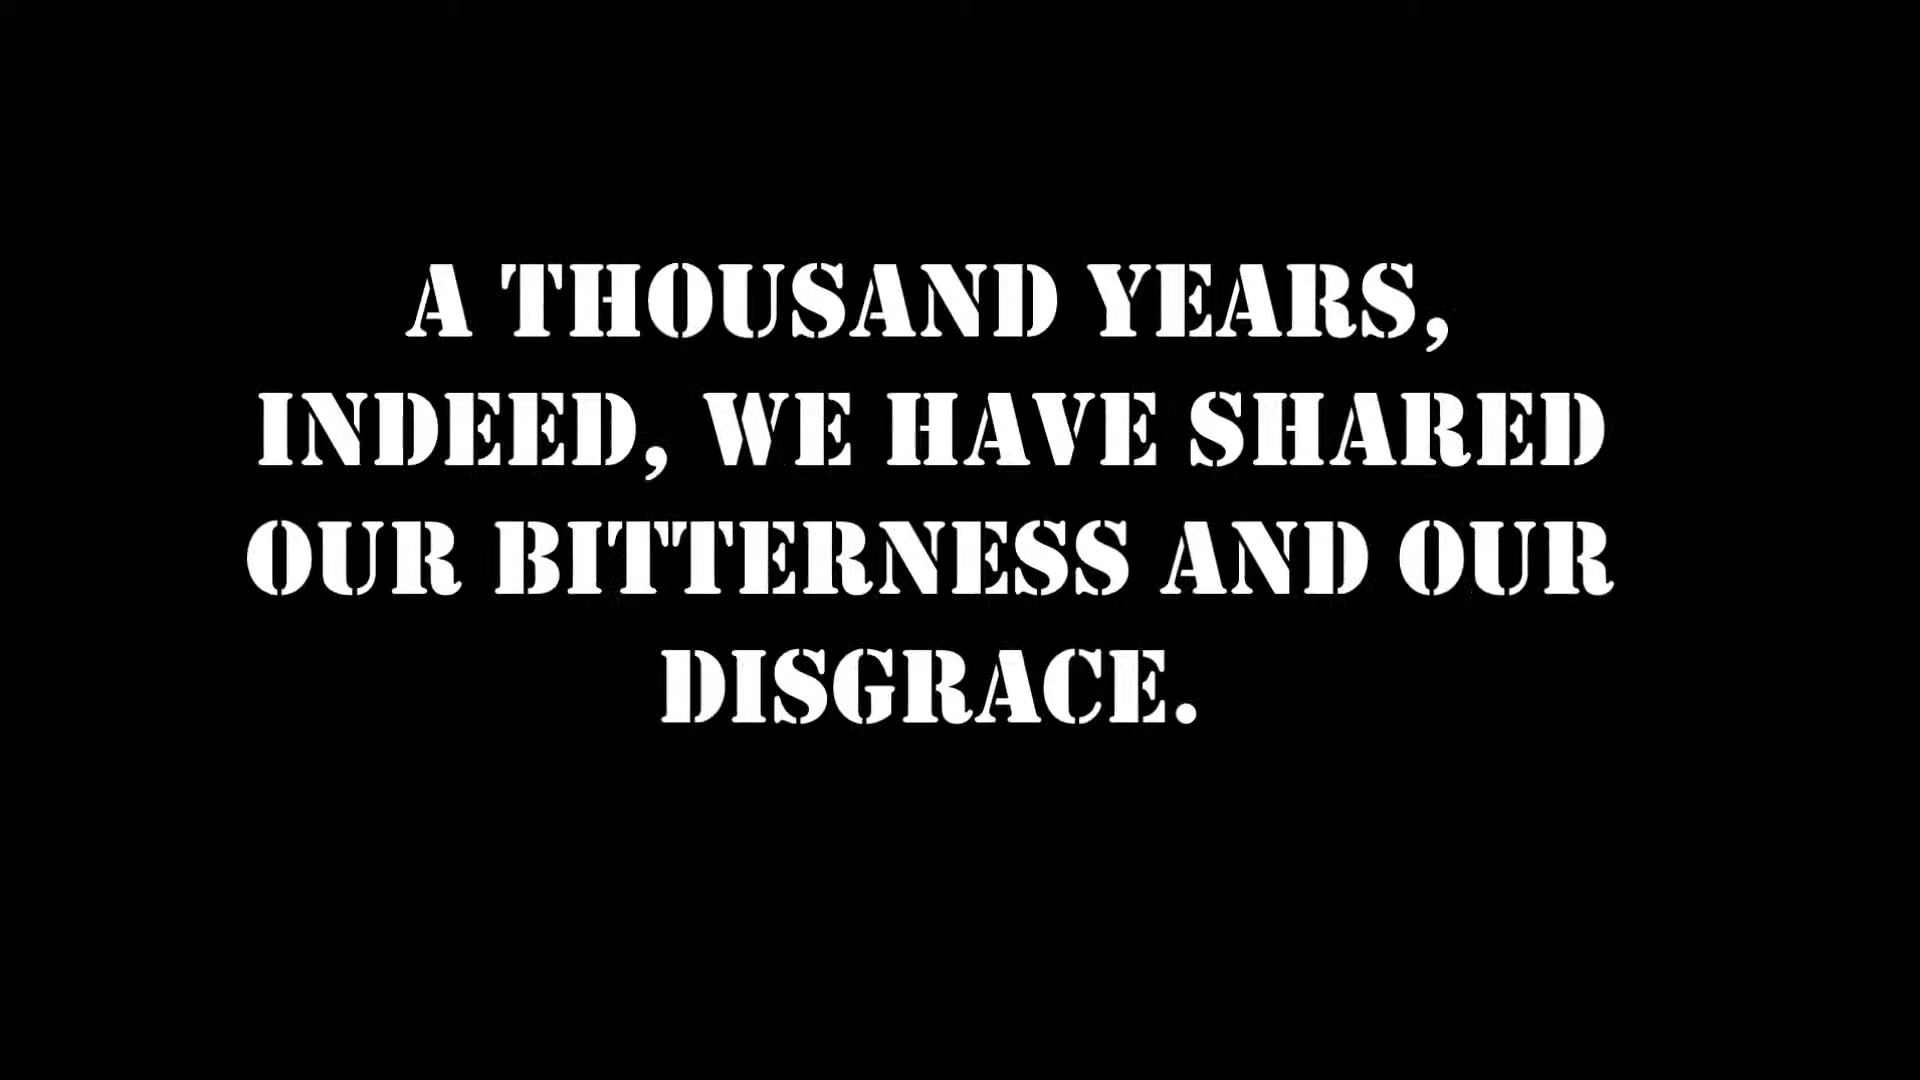 A THOUSAND YEARS,
INDEED, WE HAVE SHARED
OUR BITTERNESS AND OUR
DISGRACE.